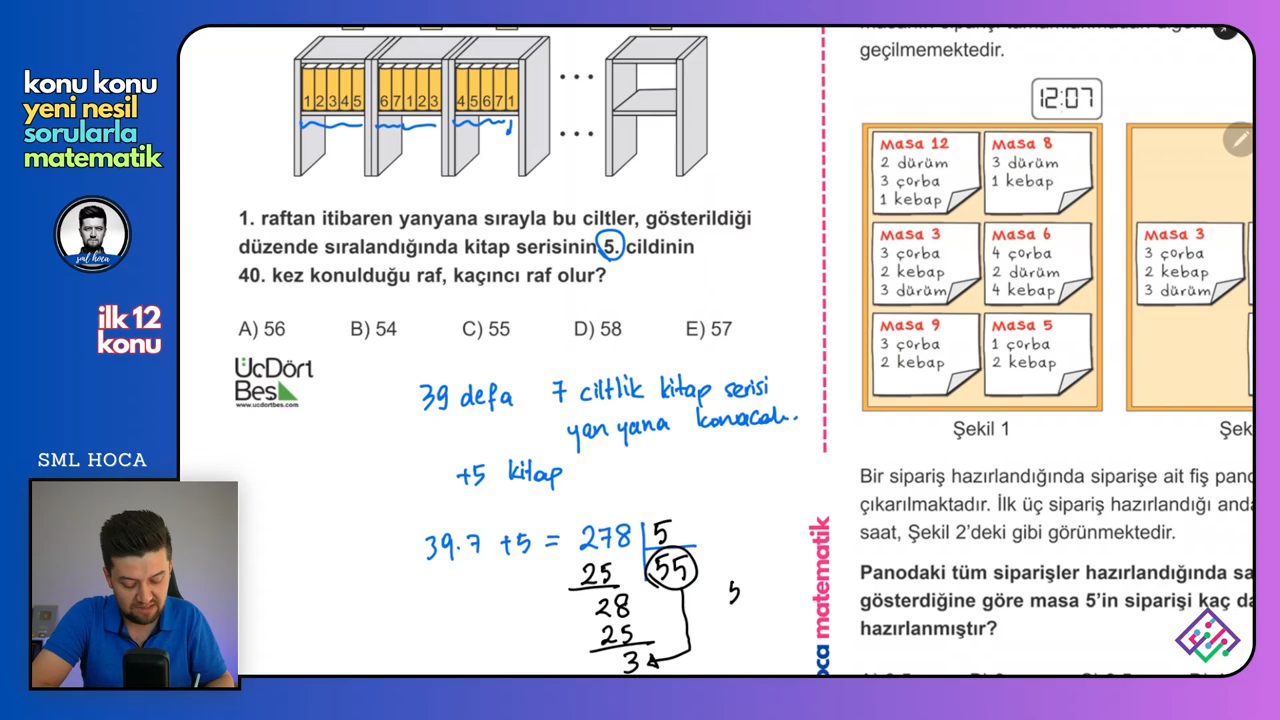 konu konu
yeni nesil
sorularla
matematik
sml hoca
ilk 12
konu
SML HOCA
1 2 3 4 5
6 7 1 2 3
4 5 6 7 1
1. raftan itibaren yanyana sırayla bu ciltler, gösterildiği
düzende sıralandığında kitap serisinin 5. cildinin
40. kez konulduğu raf, kaçıncı raf olur?
A) 56 B) 54 C) 55 D) 58 E) 57
ÜçDört
Beş
www.ucdortbes.com
39 defa 7 ciltlik kitap serisi
yan yana konacak.
+5 kitap
39.7 +5 = 278 5
25 55
28
25
3
5
oca matematik
geçilmemektedir.
12:07
Masa 12
2 dürüm
3 çorba
1 kebap
Masa 8
3 dürüm
1 kebap
Masa 3
3 çorba
2 kebap
3 dürüm
Masa 6
4 çorba
2 dürüm
4 kebap
Masa 9
3 çorba
2 kebap
Masa 5
1 çorba
2 kebap
Masa 3
3 çorba
2 kebap
3 dürüm
Şekil 1
Şek
Bir sipariş hazırlandığında siparişe ait fiş pano
çıkarılmaktadır. İlk üç sipariş hazırlandığı anda
saat, Şekil 2'deki gibi görünmektedir.
Panodaki tüm siparişler hazırlandığında sa
gösterdiğine göre masa 5'in siparişi kaç da
hazırlanmıştır?